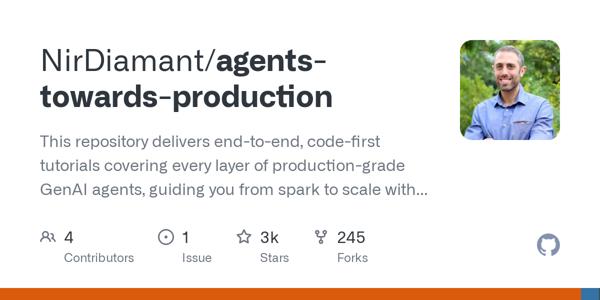 NirDiamant/agents-
towards-production
This repository delivers end-to-end, code-first
tutorials covering every layer of production-grade
GenAI agents, guiding you from spark to scale with...
4 1 3k 245
Contributors Issue Stars Forks